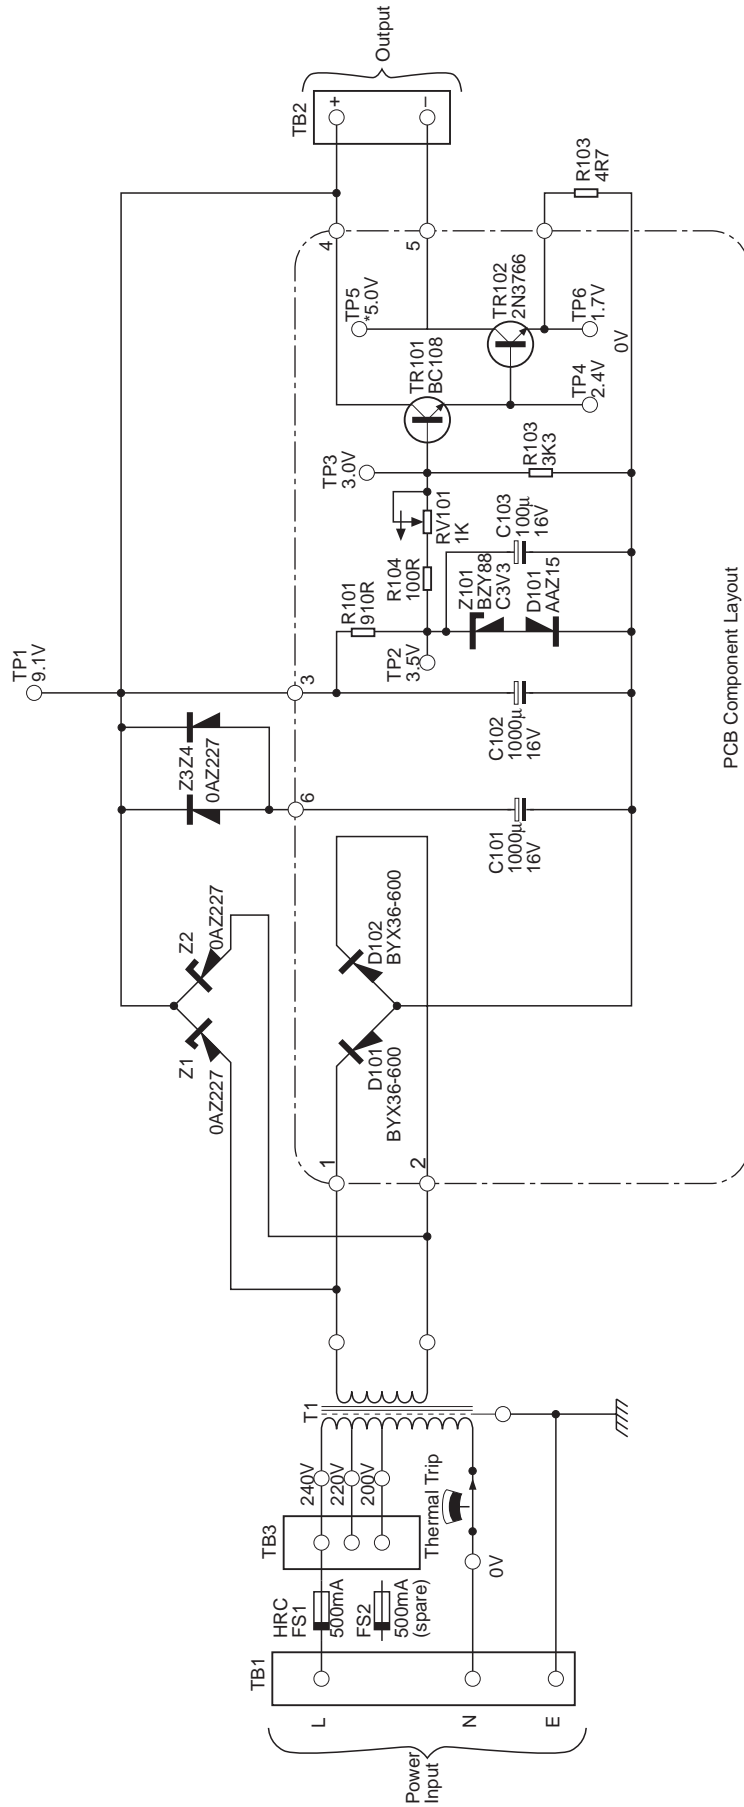 Power
Input
L
N
E
TB1
HRC
FS1
500mA
FS2
500mA
(spare)
TB3
240V
220V
200V
Thermal Trip
0V
T1
1
2
Z1
0AZ227
Z2
0AZ227
D101
BYX36-600
D102
BYX36-600
Z3
Z4
0AZ227
TP1
9.1V
6
3
C101
1000µ
16V
C102
1000µ
16V
R101
910R
TP2
3.5V
R104
100R
Z101
BZY88
C3V3
D101
AAZ15
RV101
1K
C103
100µ
16V
TP3
3.0V
R103
3K3
TR101
BC108
TP4
2.4V
TP5
*5.0V
TR102
2N3766
TP6
1.7V
0V
4
5
R103
4R7
TB2
+
−
Output
PCB Component Layout